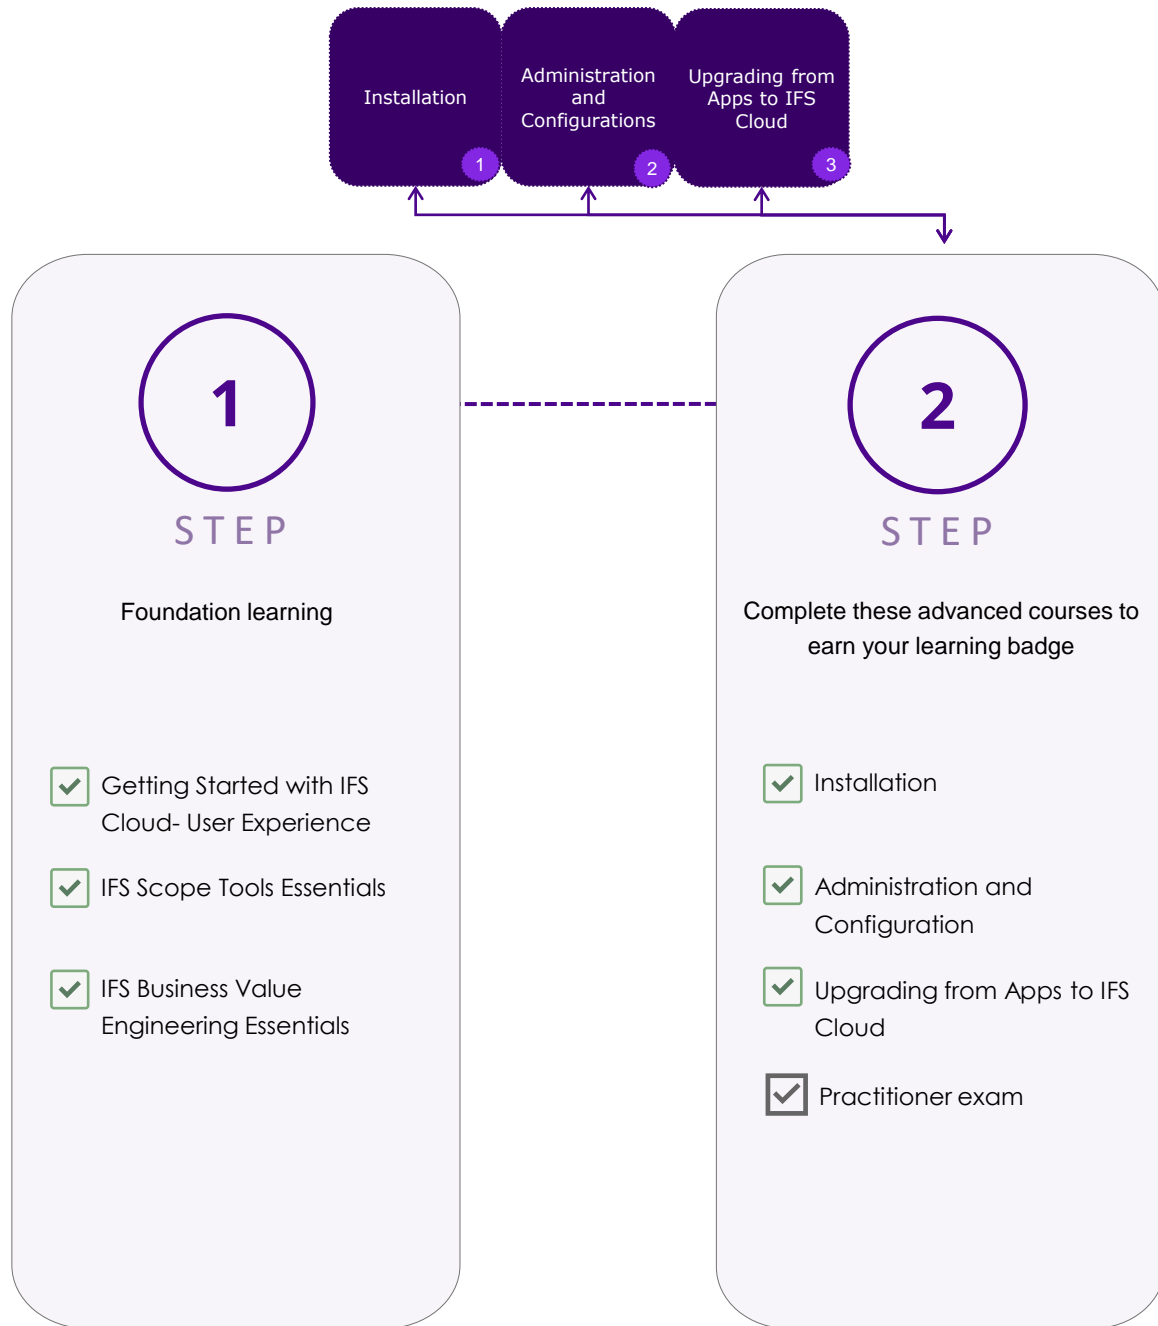 Installation
1
Administration
and
Configurations
2
Upgrading from
Apps to IFS
Cloud
3
1
STEP
Foundation learning
Getting Started with IFS
Cloud- User Experience
IFS Scope Tools Essentials
IFS Business Value
Engineering Essentials
2
STEP
Complete these advanced courses to
earn your learning badge
Installation
Administration and
Configuration
Upgrading from Apps to IFS
Cloud
Practitioner exam